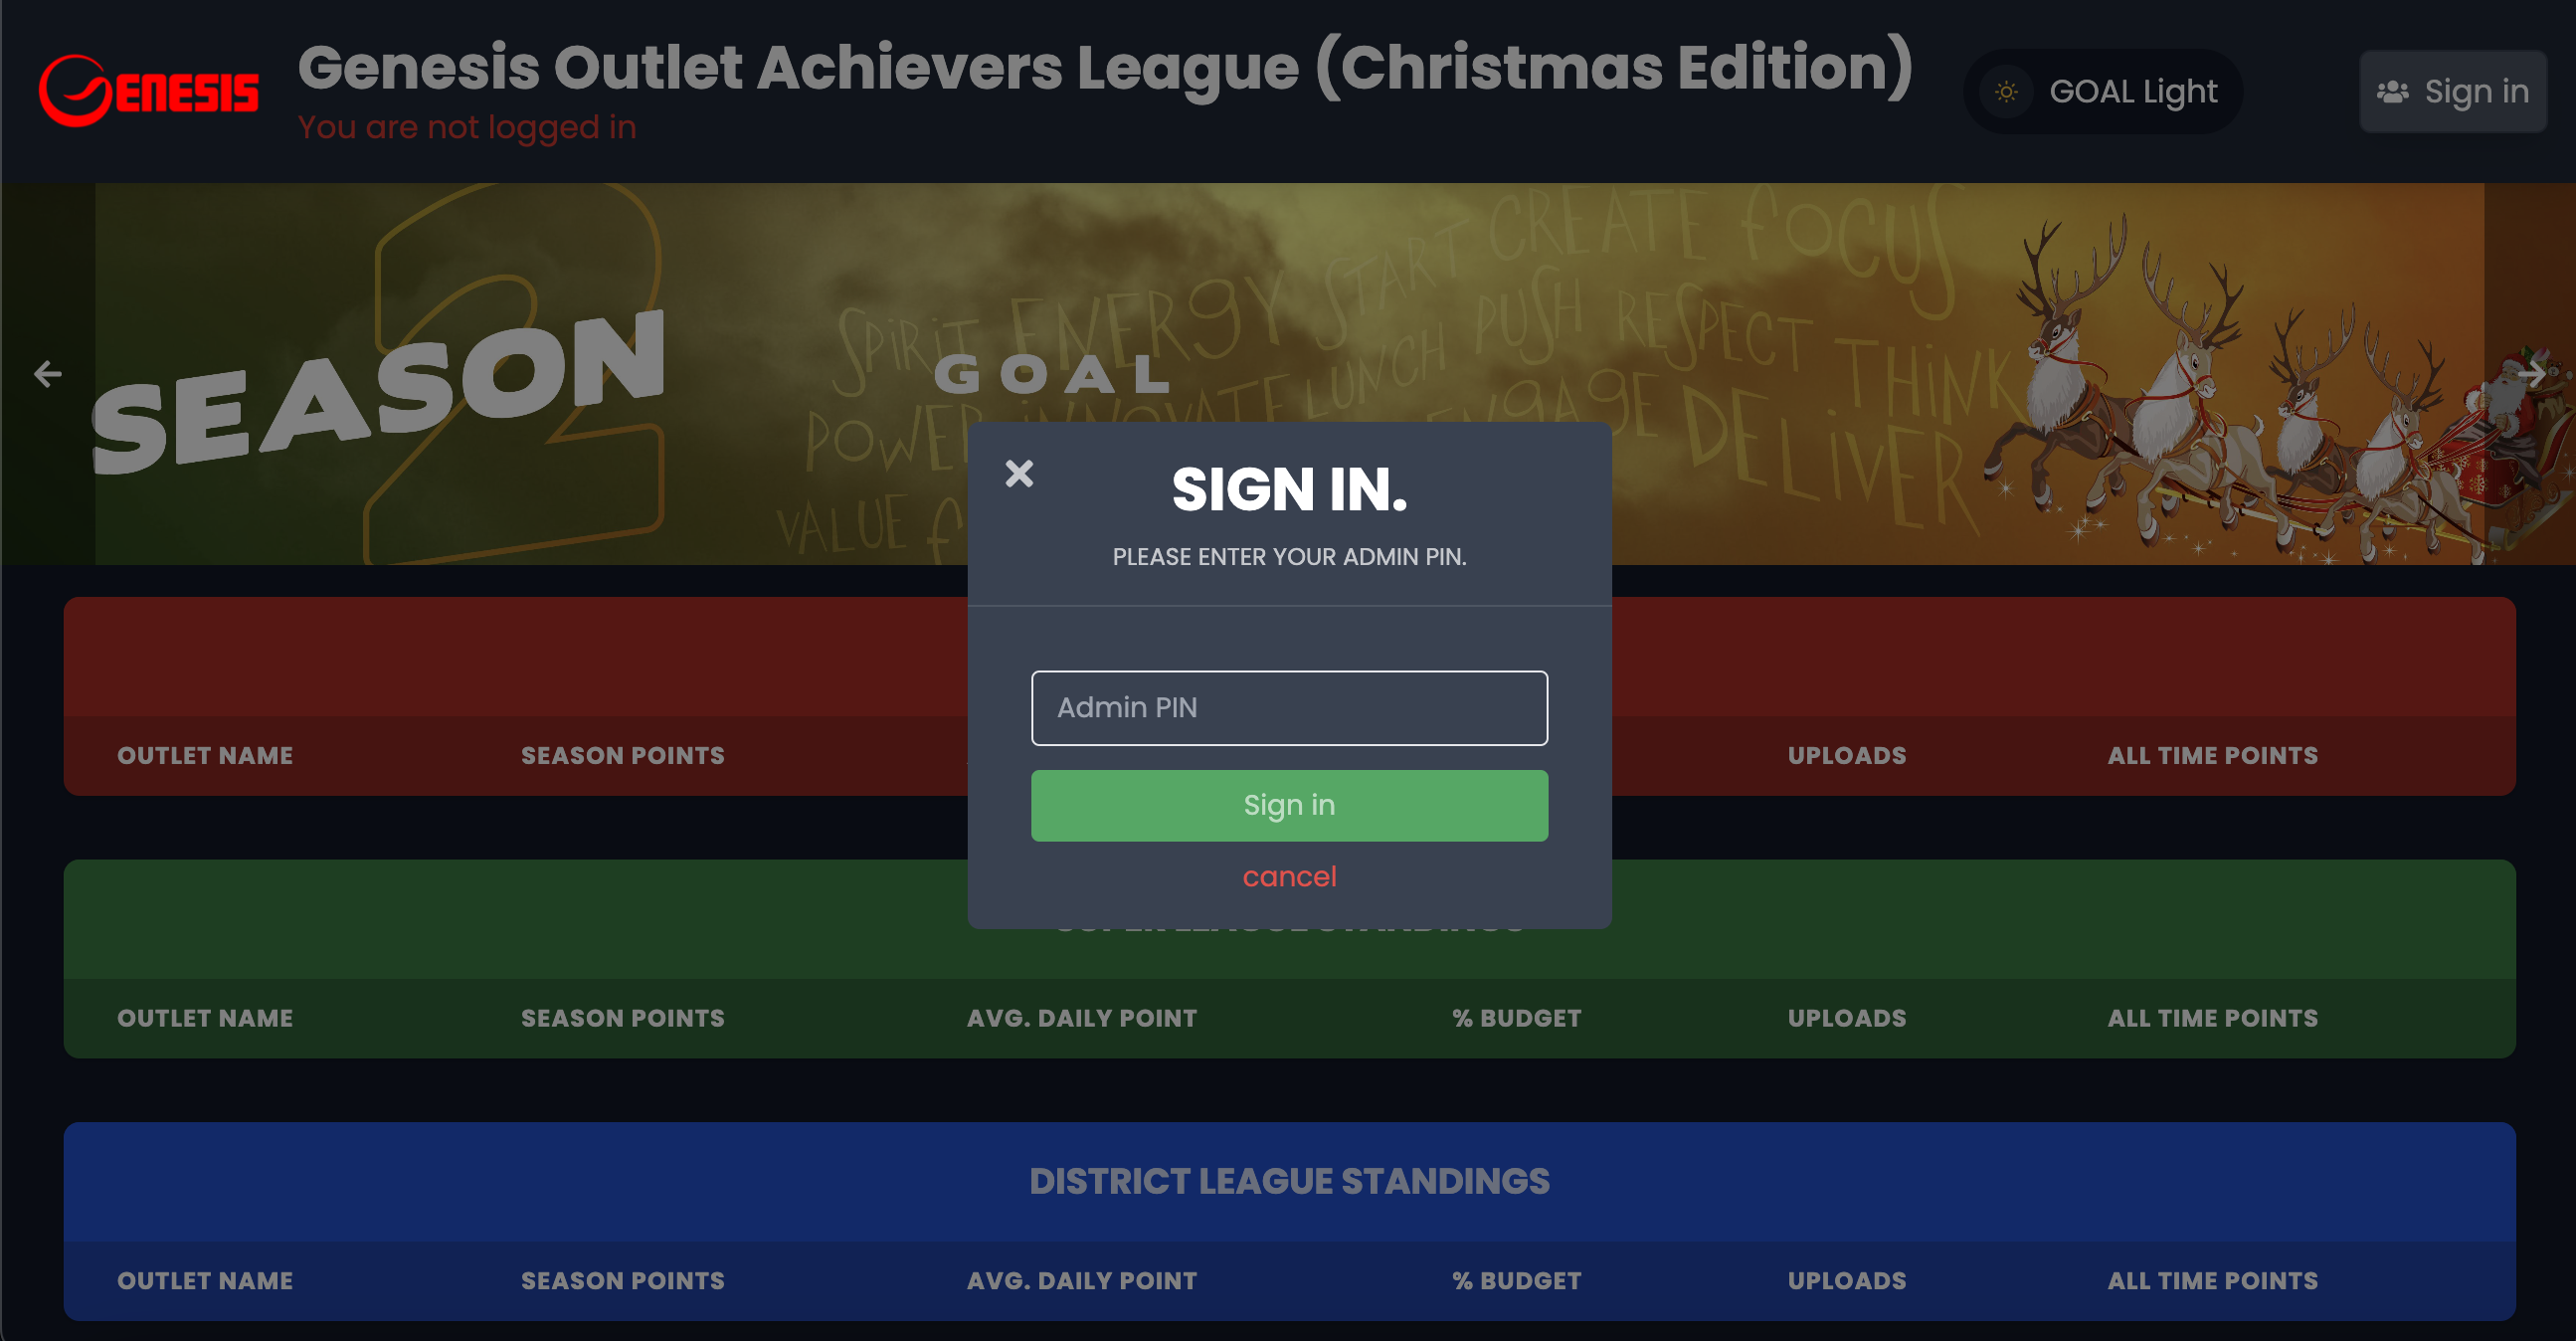 GENESIS
Genesis Outlet Achievers League (Christmas Edition)
You are not logged in
GOAL Light
Sign in
SEASON
2
SPIRIT ENERGY START CREATE FOCUS
GOAL
POWER INNOVATE LUNCH PUSH RESPECT THINK
VALUE
ENGAGE DELIVER
SIGN IN.
PLEASE ENTER YOUR ADMIN PIN.
Admin PIN
Sign in
cancel
OUTLET NAME SEASON POINTS UPLOADS ALL TIME POINTS
SUPER LEAGUE STANDINGS
OUTLET NAME SEASON POINTS AVG. DAILY POINT % BUDGET UPLOADS ALL TIME POINTS
DISTRICT LEAGUE STANDINGS
OUTLET NAME SEASON POINTS AVG. DAILY POINT % BUDGET UPLOADS ALL TIME POINTS